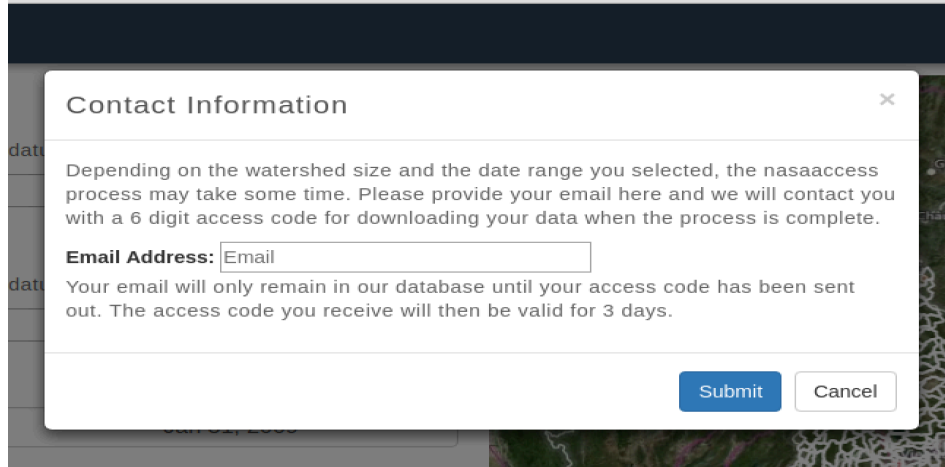 Contact Information
×
Depending on the watershed size and the date range you selected, the nasaaccess
process may take some time. Please provide your email here and we will contact you
with a 6 digit access code for downloading your data when the process is complete.
Email Address: Email
Your email will only remain in our database until your access code has been sent
out. The access code you receive will then be valid for 3 days.
Submit Cancel